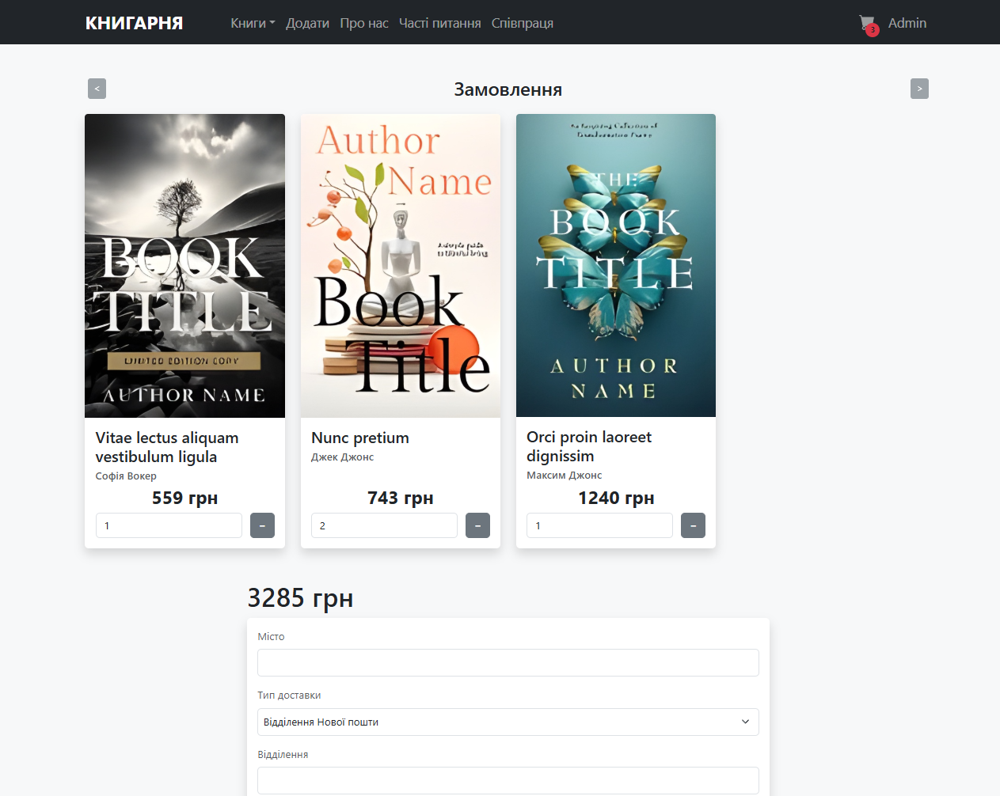 КНИГАРНЯ Книги Додати Про нас Часті питання Співпраця 3 Admin
< Замовлення >
BOOK
TITLE
LIMITED EDITION COPY
AUTHOR NAME
Vitae lectus aliquam
vestibulum ligula
Софія Вокер
559 грн
1 −
Author
Name
Book
Title
Nunc pretium
Джек Джонс
743 грн
2 −
THE
BOOK
TITLE
AUTHOR
NAME
Orci proin laoreet
dignissim
Максим Джонс
1240 грн
1 −
3285 грн
Місто
Тип доставки
Відділення Нової пошти
Відділення